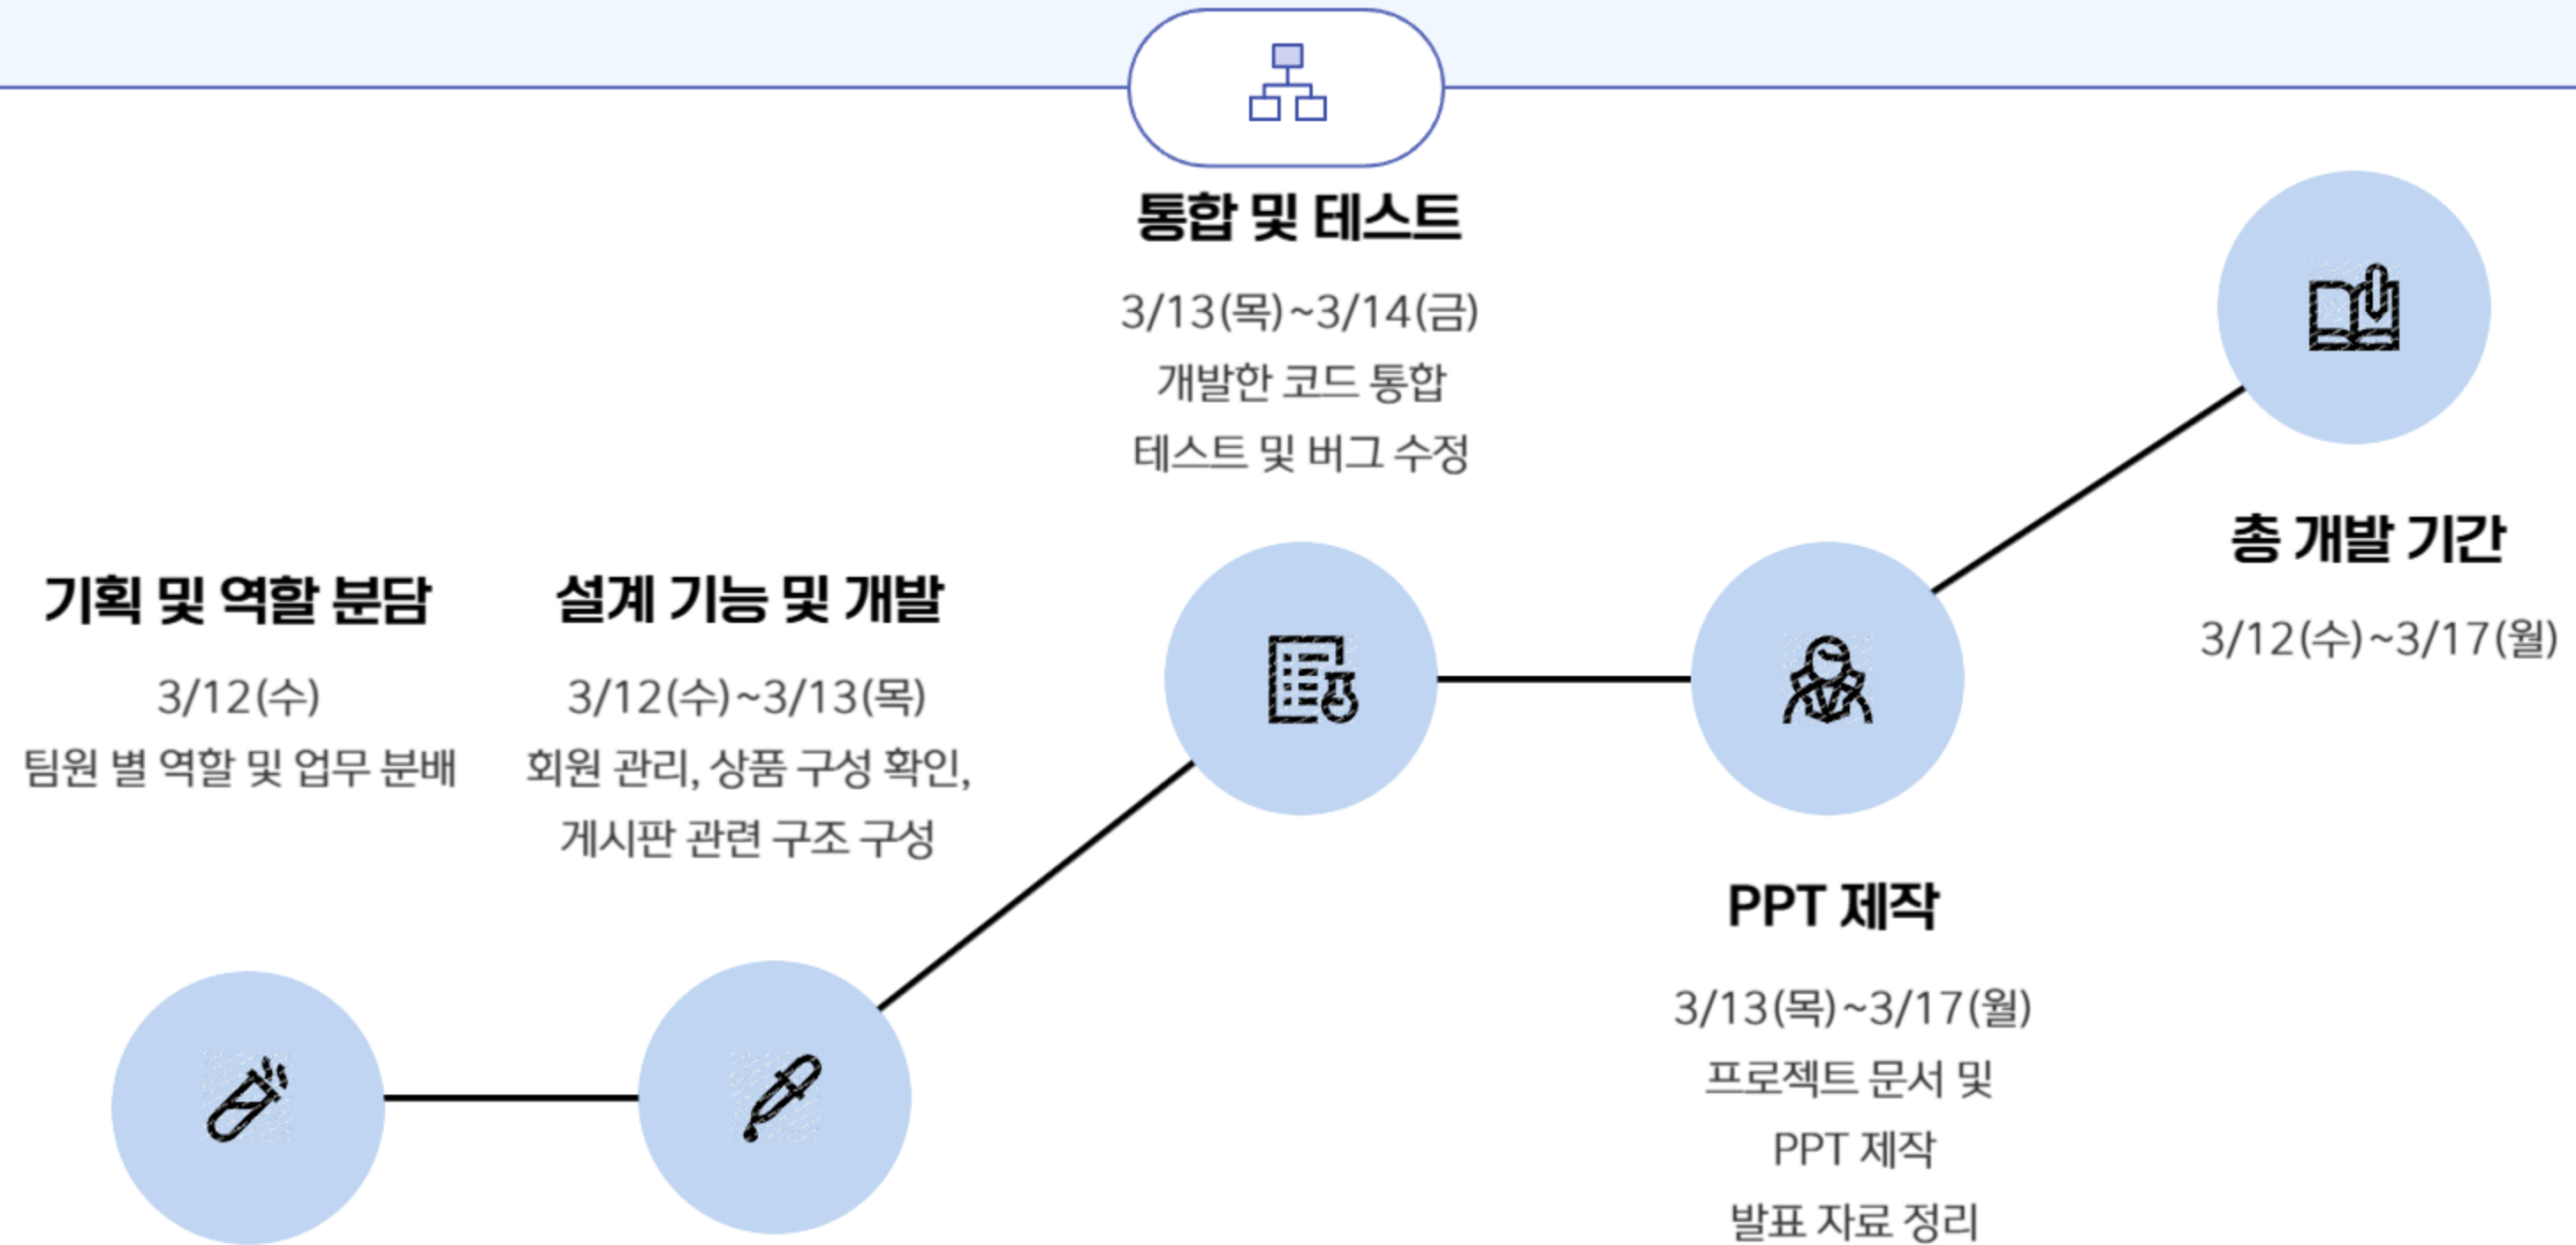 기획 및 역할 분담
3/12(수)
팀원 별 역할 및 업무 분배
설계 기능 및 개발
3/12(수)~3/13(목)
회원 관리, 상품 구성 확인,
게시판 관련 구조 구성
통합 및 테스트
3/13(목)~3/14(금)
개발한 코드 통합
테스트 및 버그 수정
PPT 제작
3/13(목)~3/17(월)
프로젝트 문서 및
PPT 제작
발표 자료 정리
총 개발 기간
3/12(수)~3/17(월)